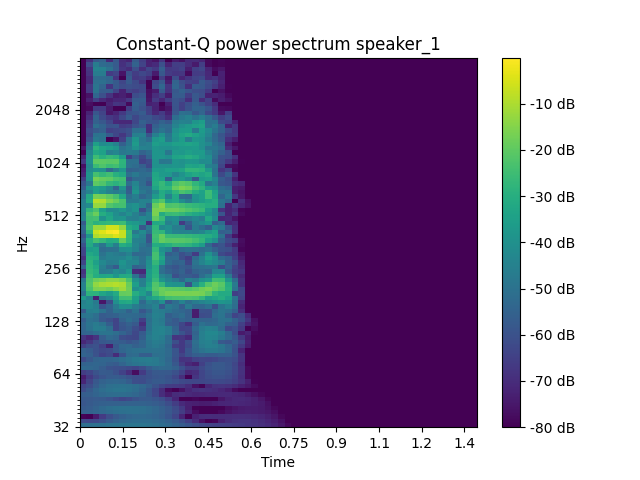 Constant-Q power spectrum speaker_1
Hz
2048
1024
512
256
128
64
32
0 0.15 0.3 0.45 0.6 0.75 0.9 1.1 1.2 1.4
Time
-10 dB
-20 dB
-30 dB
-40 dB
-50 dB
-60 dB
-70 dB
-80 dB